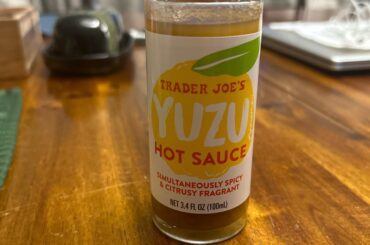 TRADER JOE'S
YUZU
HOT SAUCE
SIMULTANEOUSLY SPICY
& CITRUSY FRAGRANT
NET 3.4 FL OZ (100mL)